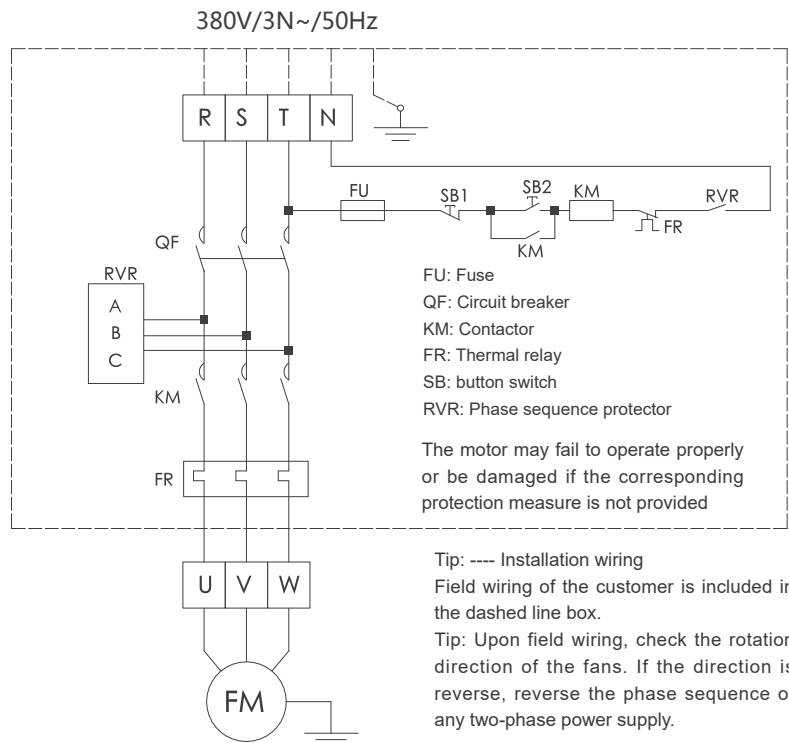 380V/3N~/50Hz
R S T N
FU SB1 SB2 KM RVR
FR
KM
QF
RVR
A
B
C
KM
FR
FU: Fuse
QF: Circuit breaker
KM: Contactor
FR: Thermal relay
SB: button switch
RVR: Phase sequence protector
The motor may fail to operate properly
or be damaged if the corresponding
protection measure is not provided
U V W
FM
Tip: ---- Installation wiring
Field wiring of the customer is included in
the dashed line box.
Tip: Upon field wiring, check the rotation
direction of the fans. If the direction is
reverse, reverse the phase sequence o
any two-phase power supply.